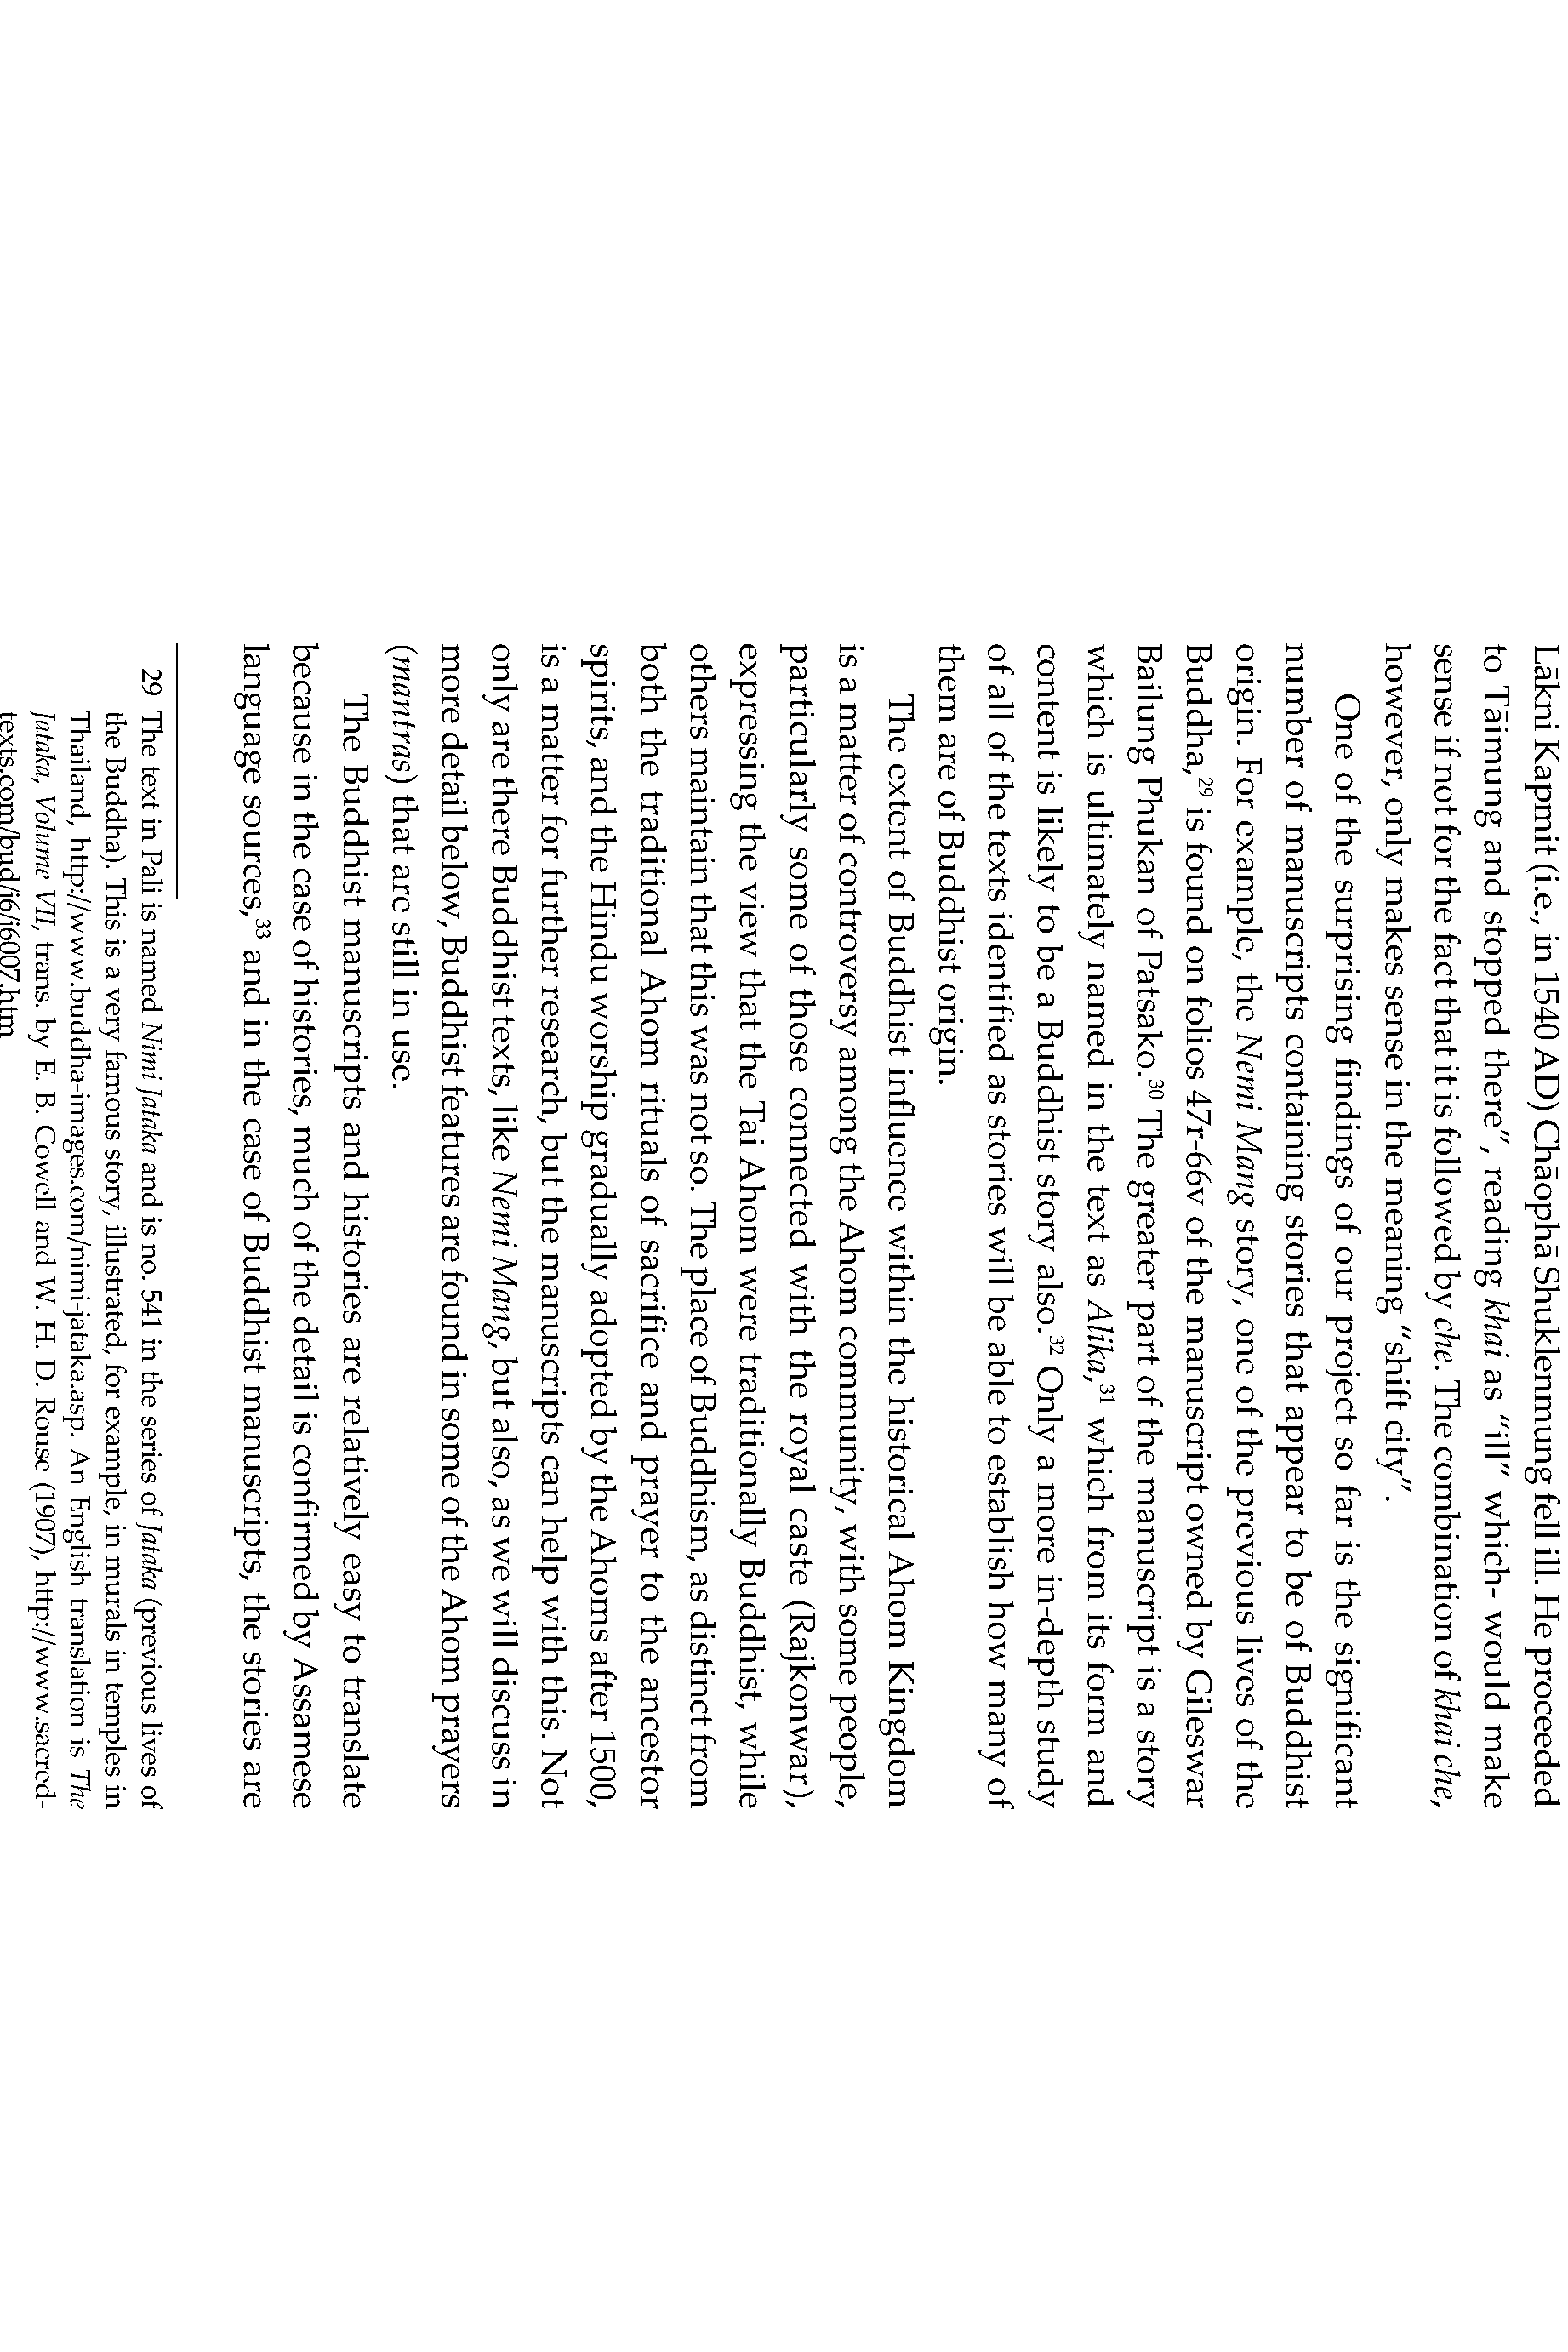 Lākni Kapmit (i.e., in 1540 AD) Chāophā Shuklenmung fell ill. He proceeded
to Tāimung and stopped there”, reading khai as “ill” which- would make
sense if not for the fact that it is followed by che. The combination of khai che,
however, only makes sense in the meaning “shift city”.
One of the surprising findings of our project so far is the significant
number of manuscripts containing stories that appear to be of Buddhist
origin. For example, the Nemi Mang story, one of the previous lives of the
Buddha,29 is found on folios 47r-66v of the manuscript owned by Gileswar
Bailung Phukan of Patsako.30 The greater part of the manuscript is a story
which is ultimately named in the text as Alika,31 which from its form and
content is likely to be a Buddhist story also.32 Only a more in-depth study
of all of the texts identified as stories will be able to establish how many of
them are of Buddhist origin.
The extent of Buddhist influence within the historical Ahom Kingdom
is a matter of controversy among the Ahom community, with some people,
particularly some of those connected with the royal caste (Rajkonwar),
expressing the view that the Tai Ahom were traditionally Buddhist, while
others maintain that this was not so. The place of Buddhism, as distinct from
both the traditional Ahom rituals of sacrifice and prayer to the ancestor
spirits, and the Hindu worship gradually adopted by the Ahoms after 1500,
is a matter for further research, but the manuscripts can help with this. Not
only are there Buddhist texts, like Nemi Mang, but also, as we will discuss in
more detail below, Buddhist features are found in some of the Ahom prayers
(mantras) that are still in use.
The Buddhist manuscripts and histories are relatively easy to translate
because in the case of histories, much of the detail is confirmed by Assamese
language sources,33 and in the case of Buddhist manuscripts, the stories are
29 The text in Pali is named Nimi Jataka and is no. 541 in the series of Jataka (previous lives of
the Buddha). This is a very famous story, illustrated, for example, in murals in temples in
Thailand, http://www.buddha-images.com/nimi-jataka.asp. An English translation is The
Jataka, Volume VII, trans. by E. B. Cowell and W. H. D. Rouse (1907), http://www.sacred-
texts.com/bud/j6/j6007.htm